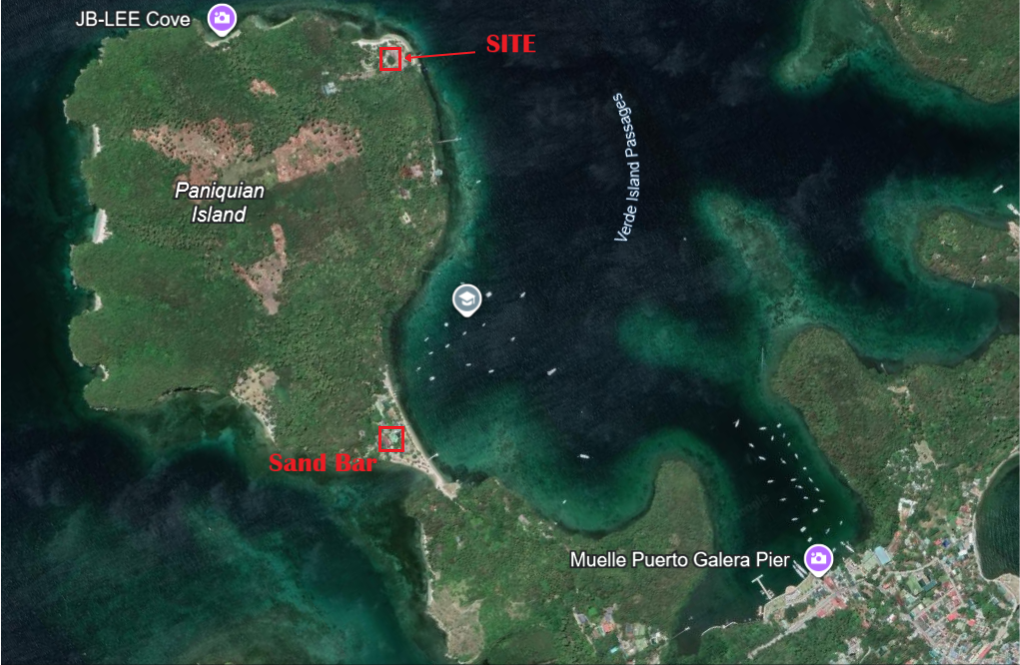 JB-LEE Cove
SITE
Verde Island Passages
Paniquian
Island
Sand Bar
Muelle Puerto Galera Pier